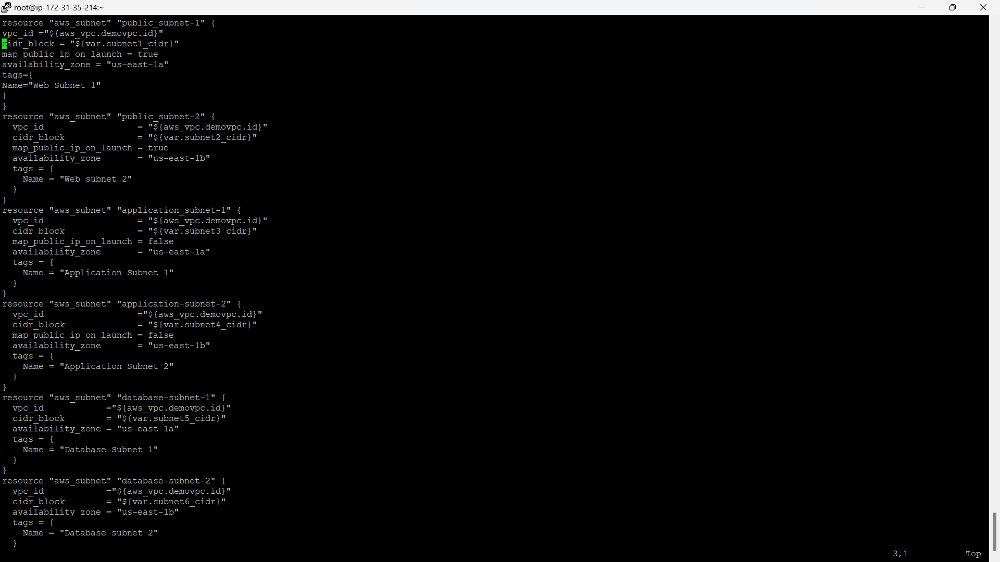 root@ip-172-31-35-214:~
resource "aws_subnet" "public_subnet-1" {
vpc_id ="${aws_vpc.demovpc.id}"
cidr_block = "${var.subnet1_cidr}"
map_public_ip_on_launch = true
availability_zone = "us-east-1a"
tags={
Name="Web Subnet 1"
}
}
resource "aws_subnet" "public_subnet-2" {
  vpc_id                  = "${aws_vpc.demovpc.id}"
  cidr_block              = "${var.subnet2_cidr}"
  map_public_ip_on_launch = true
  availability_zone       = "us-east-1b"
  tags = {
    Name = "Web subnet 2"
  }
}
resource "aws_subnet" "application_subnet-1" {
  vpc_id                  = "${aws_vpc.demovpc.id}"
  cidr_block              = "${var.subnet3_cidr}"
  map_public_ip_on_launch = false
  availability_zone       = "us-east-1a"
  tags = {
    Name = "Application Subnet 1"
  }
}
resource "aws_subnet" "application-subnet-2" {
  vpc_id                  ="${aws_vpc.demovpc.id}"
  cidr_block              = "${var.subnet4_cidr}"
  map_public_ip_on_launch = false
  availability_zone       = "us-east-1b"
  tags = {
    Name = "Application Subnet 2"
  }
}
resource "aws_subnet" "database-subnet-1" {
  vpc_id            ="${aws_vpc.demovpc.id}"
  cidr_block        = "${var.subnet5_cidr}"
  availability_zone = "us-east-1a"
  tags = {
    Name = "Database Subnet 1"
  }
}
resource "aws_subnet" "database-subnet-2" {
  vpc_id            ="${aws_vpc.demovpc.id}"
  cidr_block        = "${var.subnet6_cidr}"
  availability_zone = "us-east-1b"
  tags = {
    Name = "Database subnet 2"
  }
3,1 Top